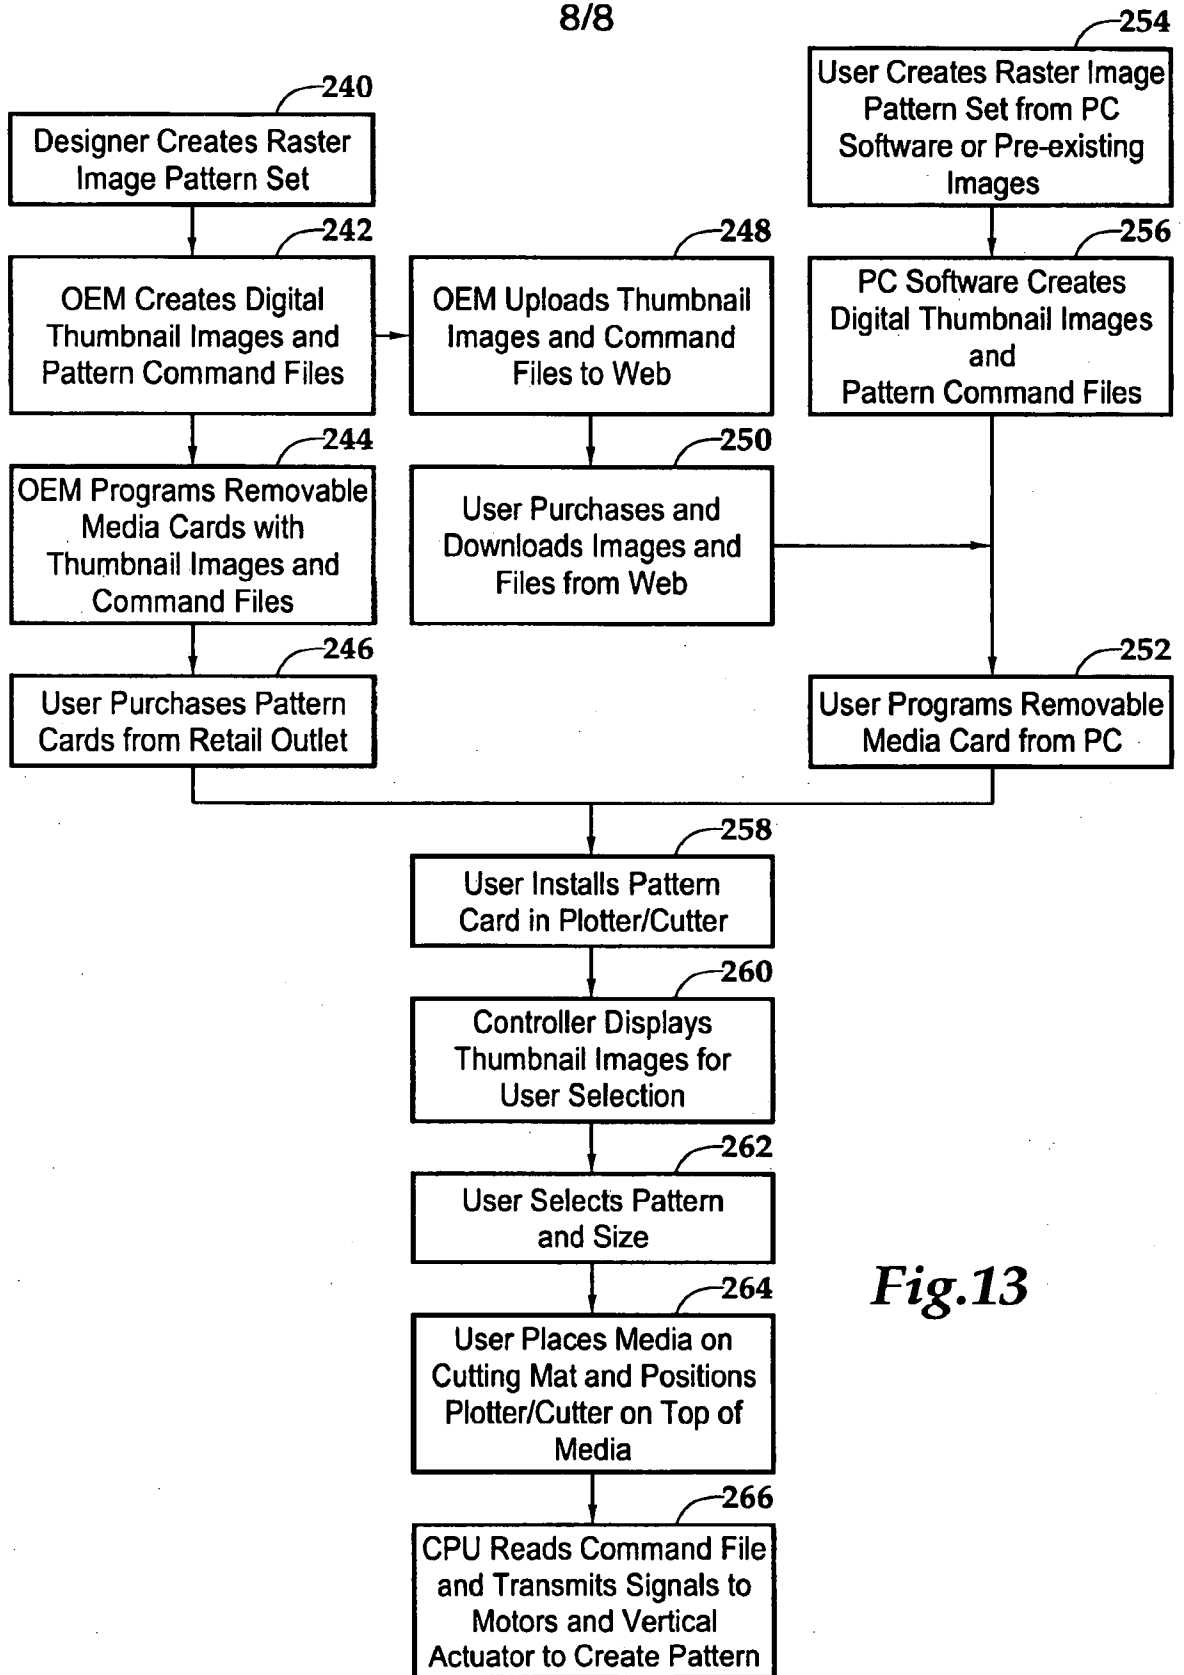 8/8
240
Designer Creates Raster
Image Pattern Set
242
OEM Creates Digital
Thumbnail Images and
Pattern Command Files
244
OEM Programs Removable
Media Cards with
Thumbnail Images and
Command Files
246
User Purchases Pattern
Cards from Retail Outlet
248
OEM Uploads Thumbnail
Images and Command
Files to Web
250
User Purchases and
Downloads Images and
Files from Web
254
User Creates Raster Image
Pattern Set from PC
Software or Pre-existing
Images
256
PC Software Creates
Digital Thumbnail Images
and
Pattern Command Files
252
User Programs Removable
Media Card from PC
258
User Installs Pattern
Card in Plotter/Cutter
260
Controller Displays
Thumbnail Images for
User Selection
262
User Selects Pattern
and Size
264
User Places Media on
Cutting Mat and Positions
Plotter/Cutter on Top of
Media
266
CPU Reads Command File
and Transmits Signals to
Motors and Vertical
Actuator to Create Pattern
Fig.13